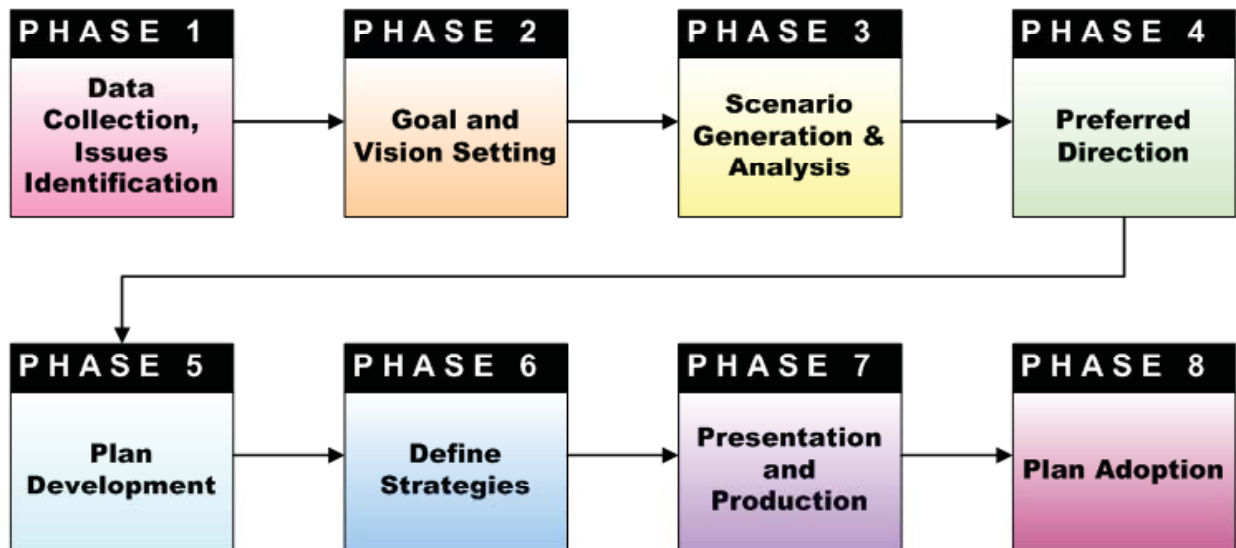 PHASE 1
Data
Collection,
Issues
Identification
PHASE 2
Goal and
Vision Setting
PHASE 3
Scenario
Generation &
Analysis
PHASE 4
Preferred
Direction
PHASE 5
Plan
Development
PHASE 6
Define
Strategies
PHASE 7
Presentation
and
Production
PHASE 8
Plan Adoption